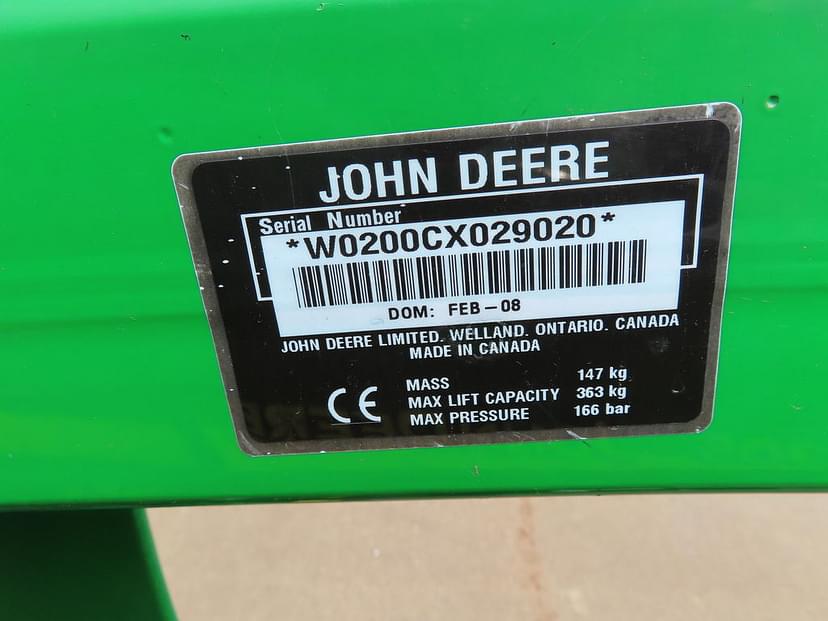 JOHN DEERE
Serial Number
*W0200CX029020*
DOM: FEB-08
JOHN DEERE LIMITED. WELLAND. ONTARIO. CANADA
MADE IN CANADA
CE
MASS 147 kg
MAX LIFT CAPACITY 363 kg
MAX PRESSURE 166 bar